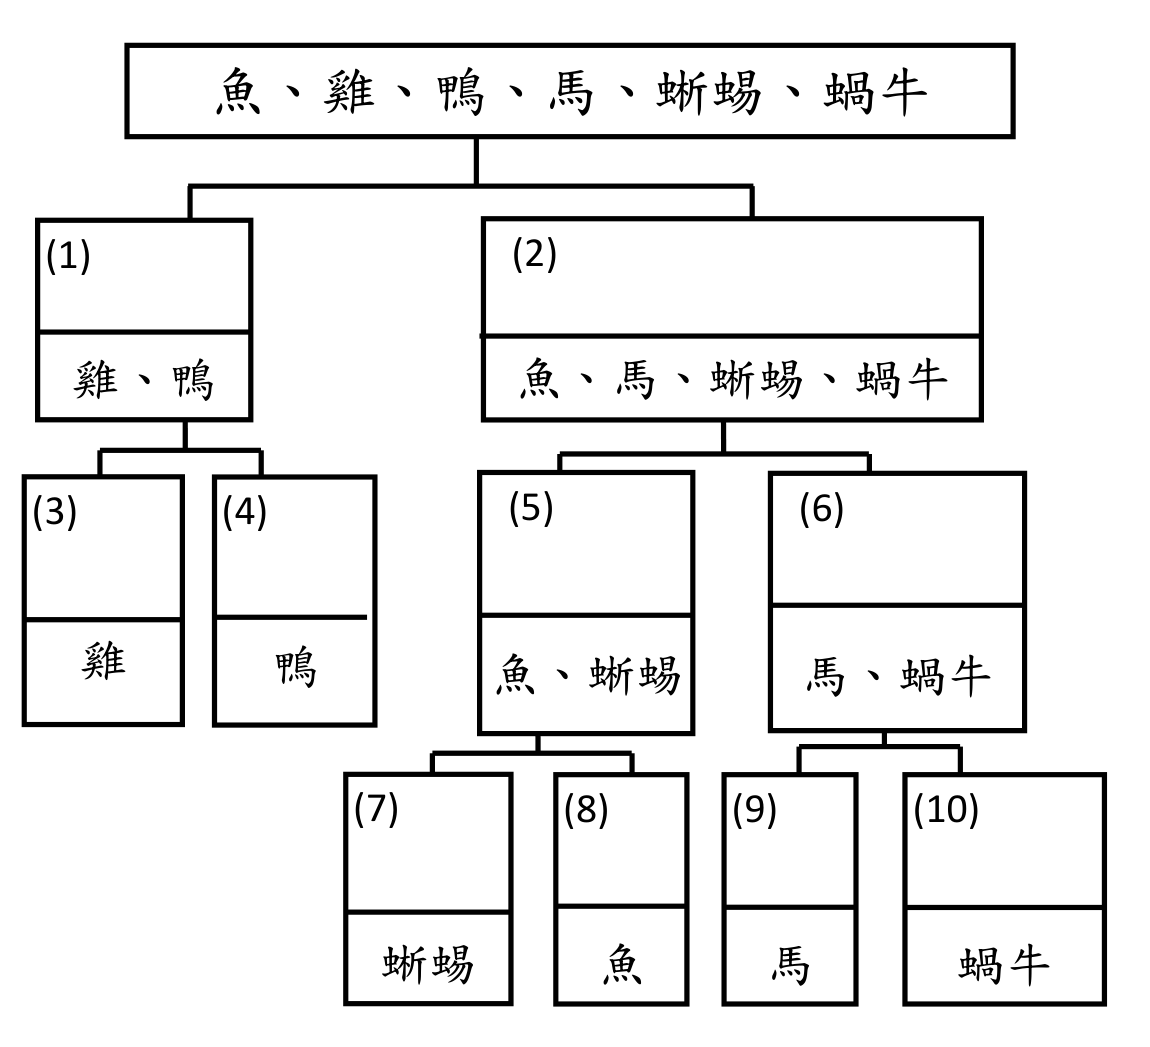 魚、雞、鴨、馬、蜥蜴、蝸牛
(1)
雞、鴨
(2)
魚、馬、蜥蜴、蝸牛
(3)
雞
(4)
鴨
(5)
魚、蜥蜴
(6)
馬、蝸牛
(7)
蜥蜴
(8)
魚
(9)
馬
(10)
蝸牛